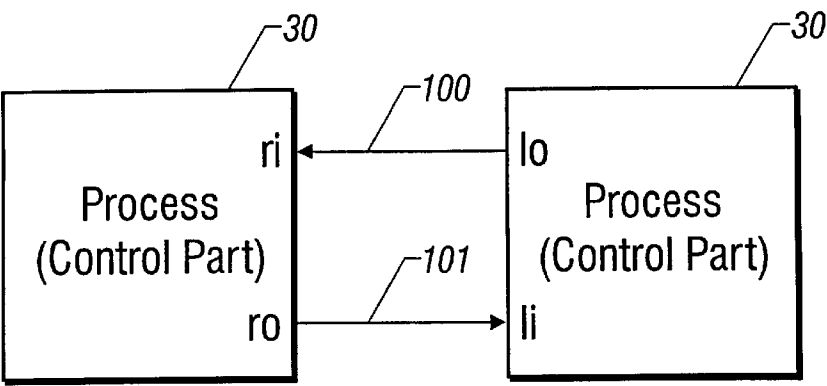 30
30
100
ri
lo
Process
(Control Part)
Process
(Control Part)
101
ro
li